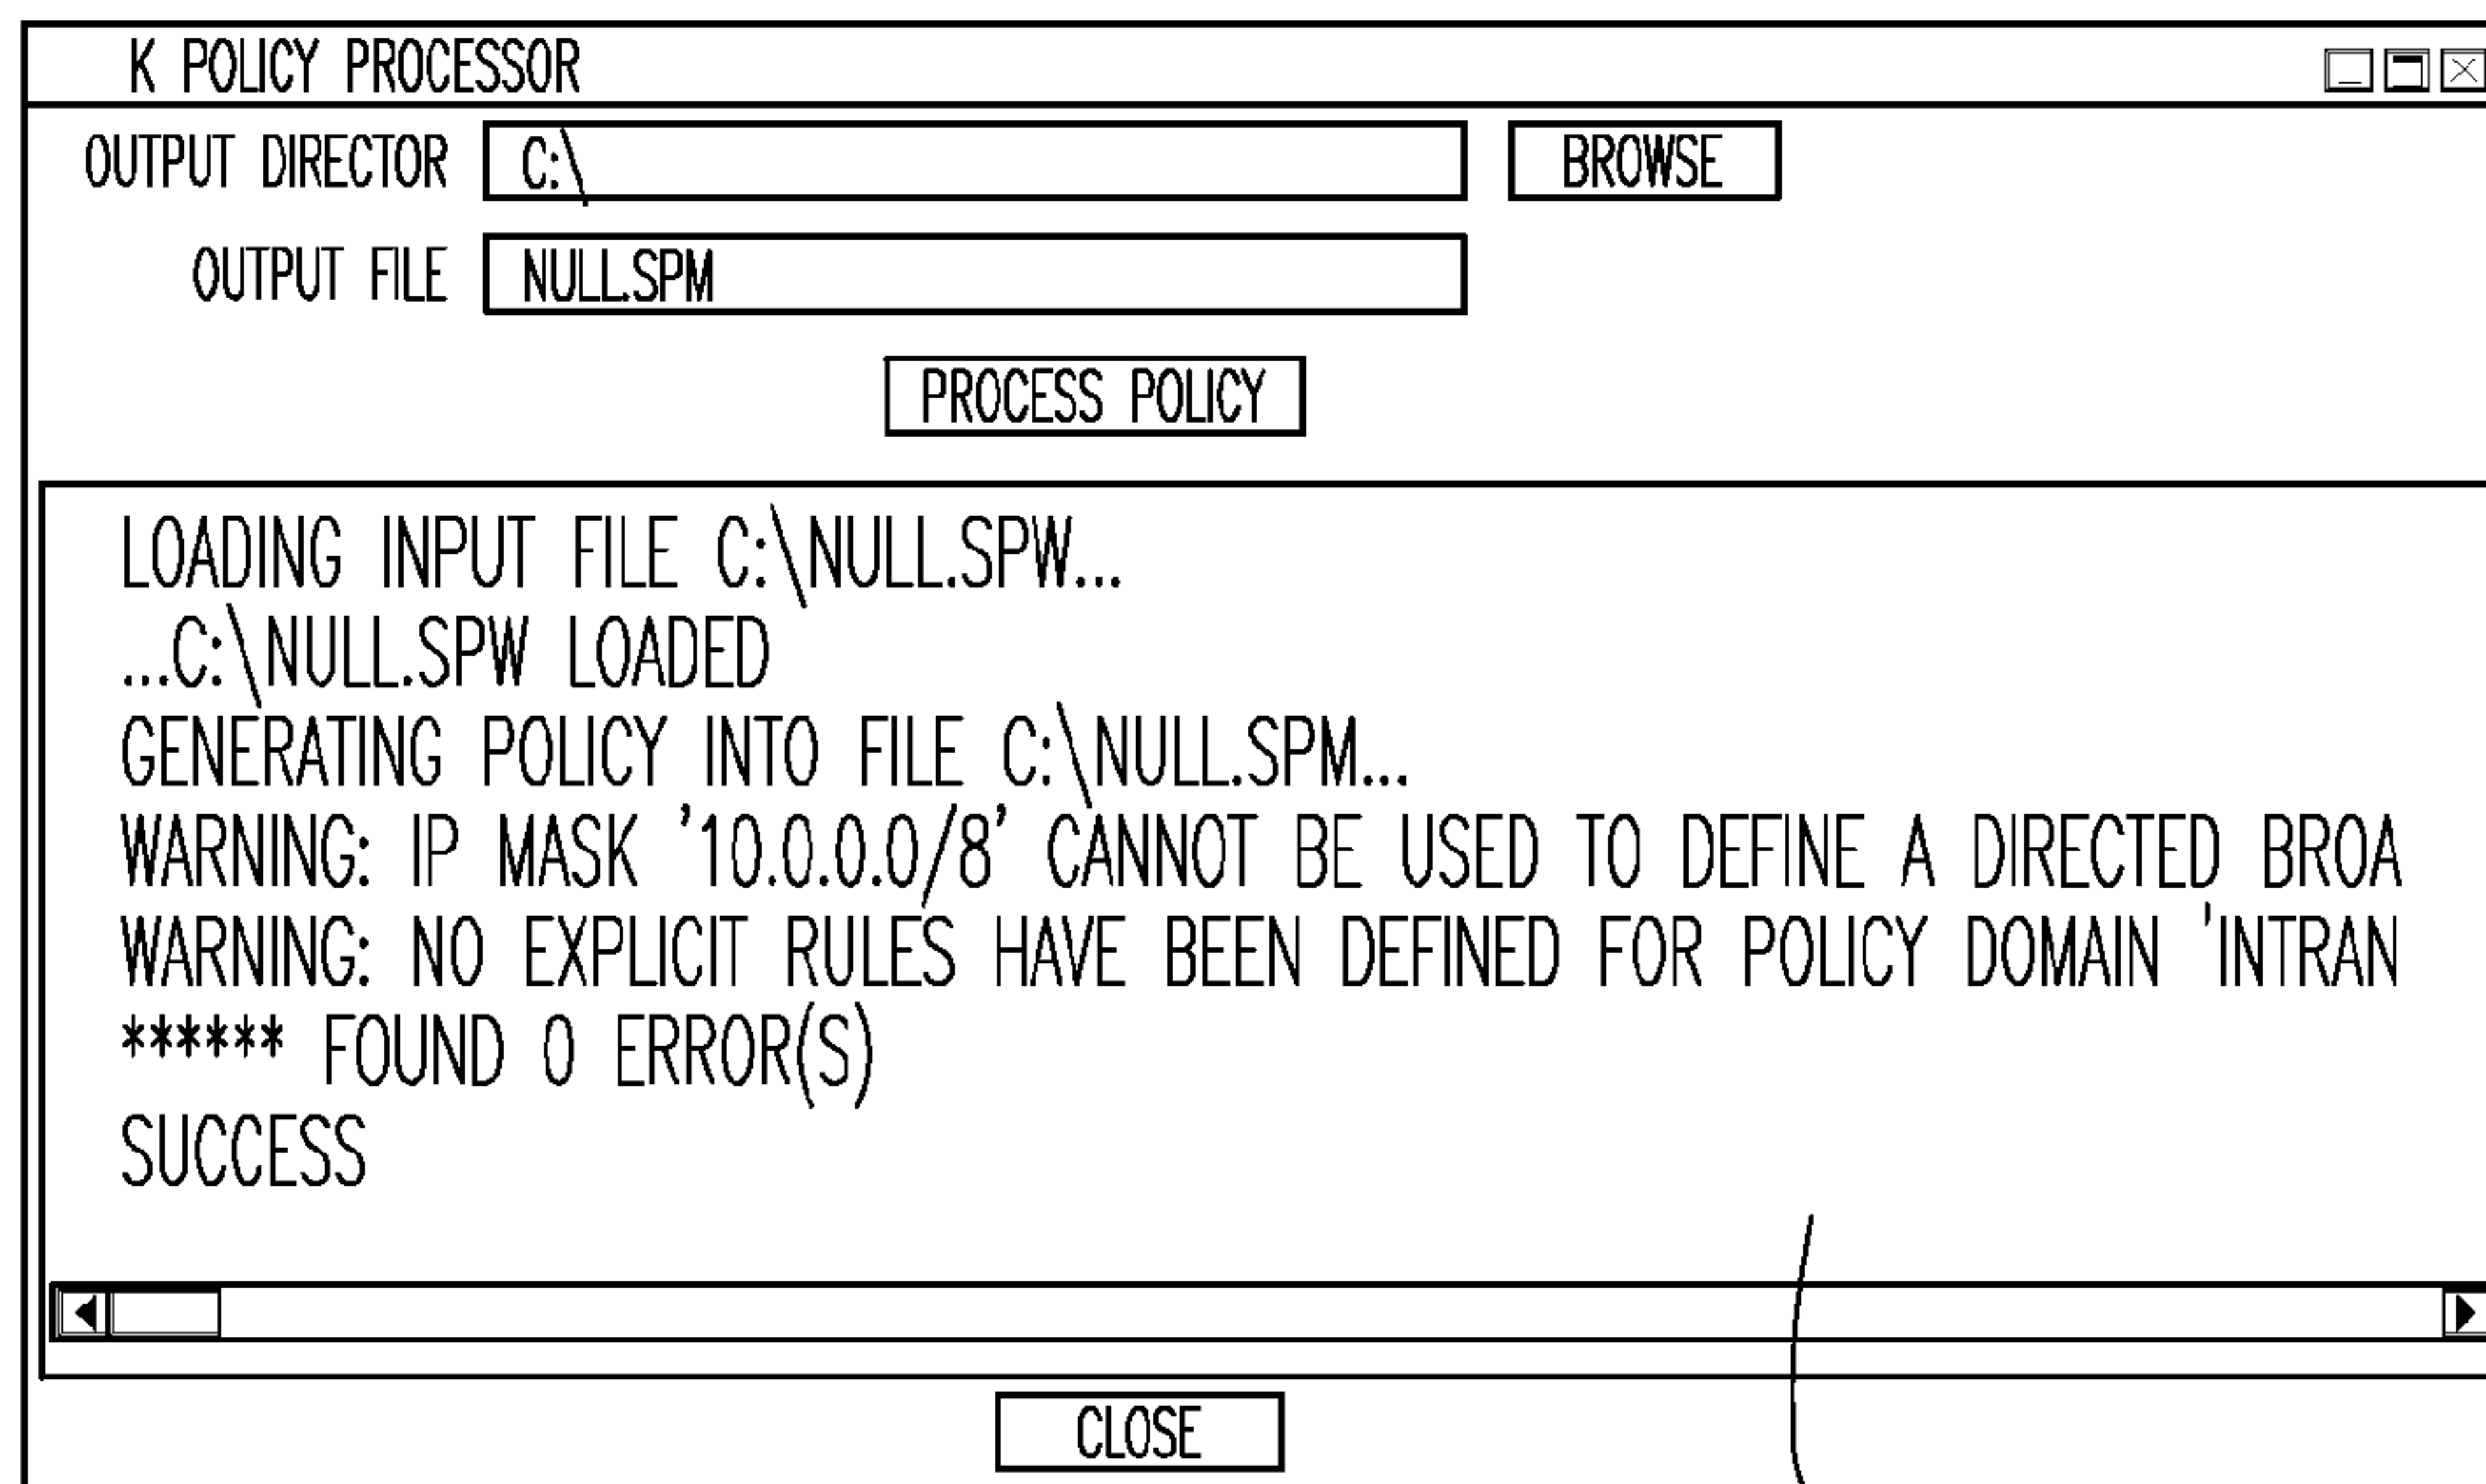 K POLICY PROCESSOR
OUTPUT DIRECTOR C:\ BROWSE
OUTPUT FILE NULL.SPM
PROCESS POLICY
LOADING INPUT FILE C:\NULL.SPW...
...C:\NULL.SPW LOADED
GENERATING POLICY INTO FILE C:\NULL.SPM...
WARNING: IP MASK '10.0.0.0/8' CANNOT BE USED TO DEFINE A DIRECTED BROA
WARNING: NO EXPLICIT RULES HAVE BEEN DEFINED FOR POLICY DOMAIN 'INTRAN
****** FOUND 0 ERROR(S)
SUCCESS
CLOSE